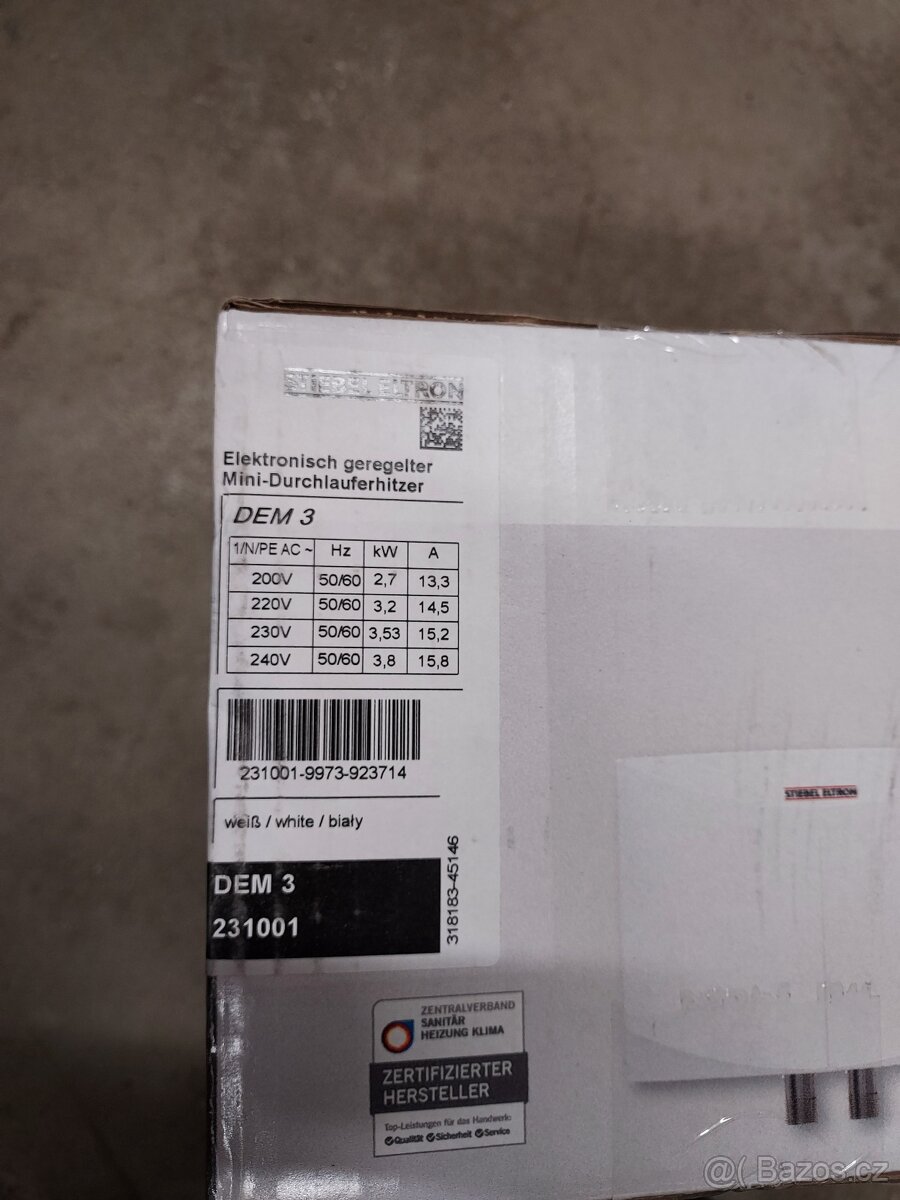 STIEBEL ELTRON
Elektronisch geregelter
Mini-Durchlauferhitzer
DEM 3
1/N/PE AC ~ Hz kW A
200V 50/60 2,7 13,3
220V 50/60 3,2 14,5
230V 50/60 3,53 15,2
240V 50/60 3,8 15,8
231001-9973-923714
weiß / white / biały
DEM 3
231001
318183-45146
STIEBEL ELTRON
ZENTRALVERBAND
SANITÄR
HEIZUNG KLIMA
ZERTIFIZIERTER
HERSTELLER
Top-Leistungen für das Handwerk:
Qualität Sicherheit Service
@( Bazos.cz